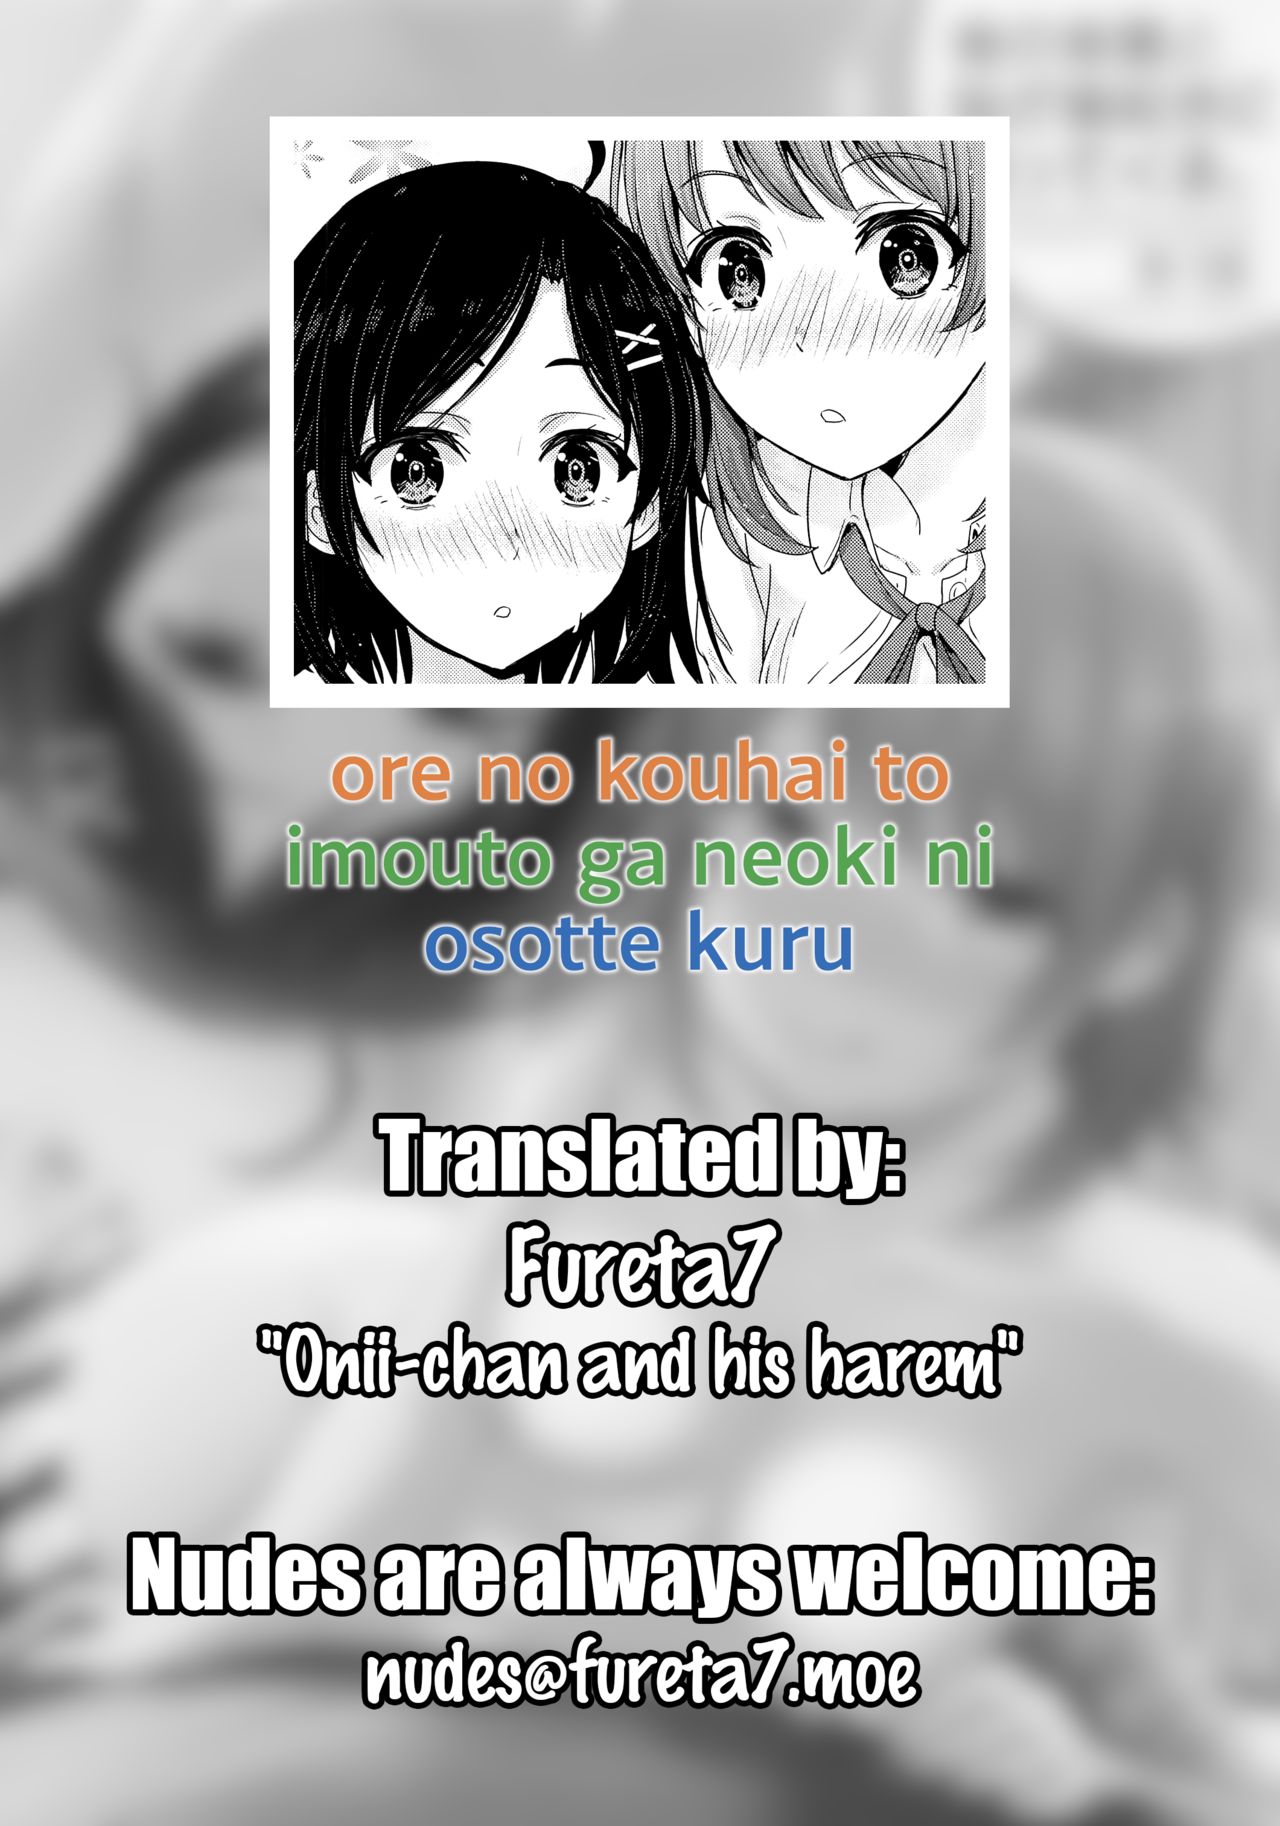 ore no kouhai to
imouto ga neoki ni
osotte kuru
Translated by:
Fureta7
"Onii-chan and his harem"
Nudes are always welcome:
nudes@fureta7.moe